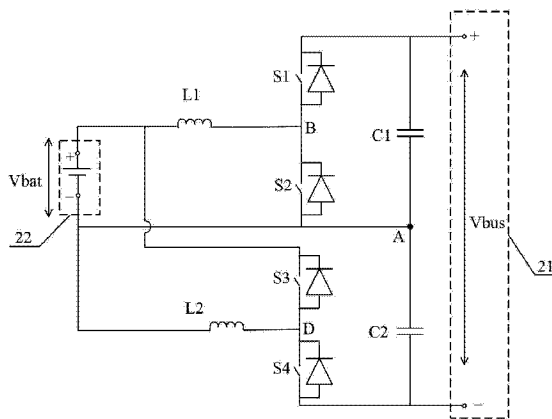 +
S1
L1
B
C1
+
Vbat
S2
−
Vbus
22
A
21
S3
L2
D
C2
S4
−